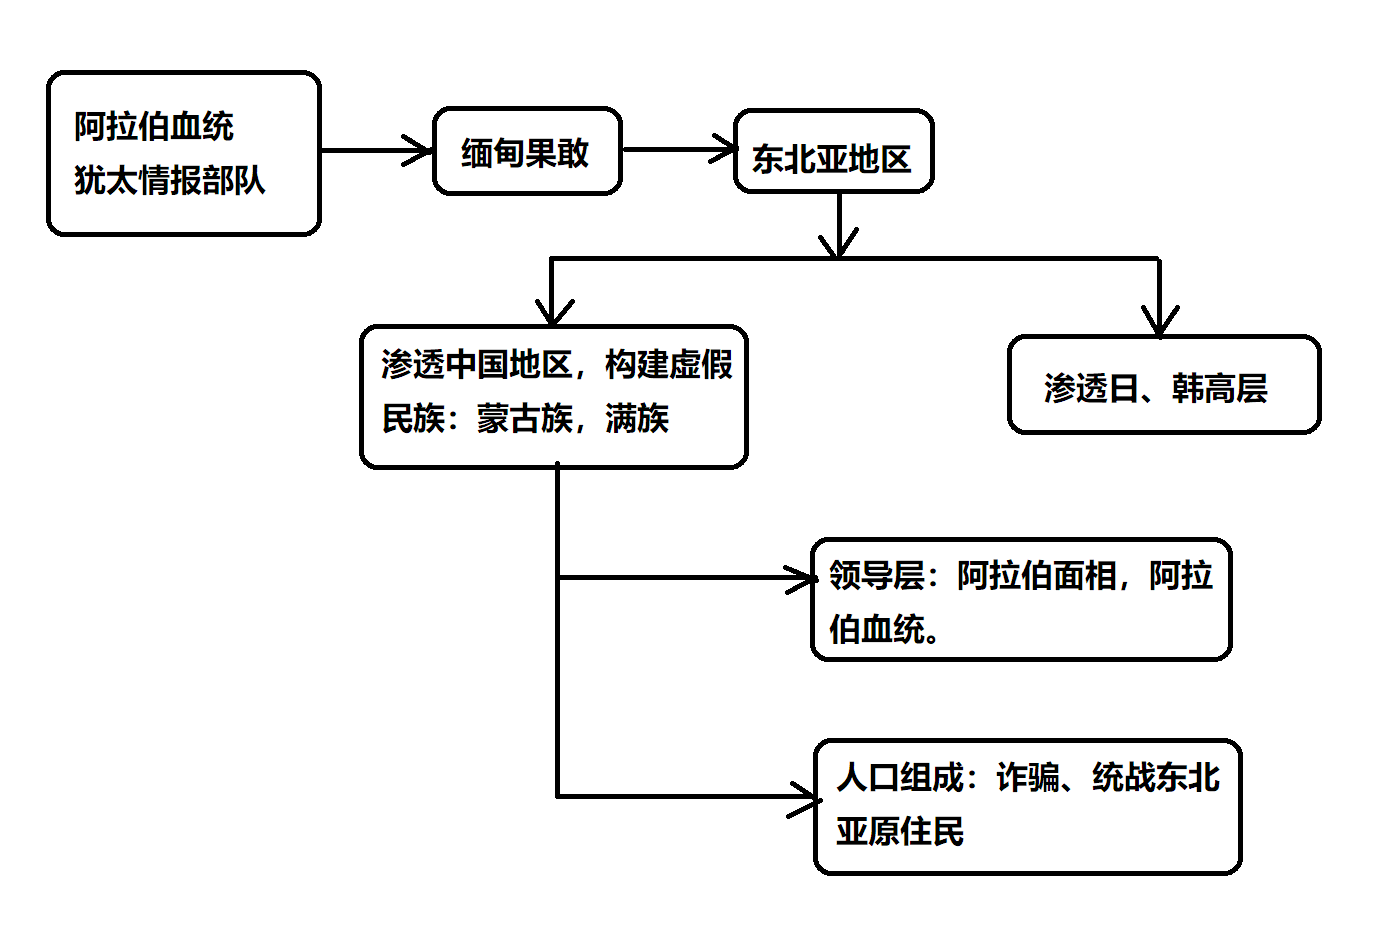 阿拉伯血统
犹太情报部队
缅甸果敢
东北亚地区
渗透中国地区，构建虚假
民族：蒙古族，满族
渗透日、韩高层
领导层：阿拉伯面相，阿拉
伯血统。
人口组成：诈骗、统战东北
亚原住民